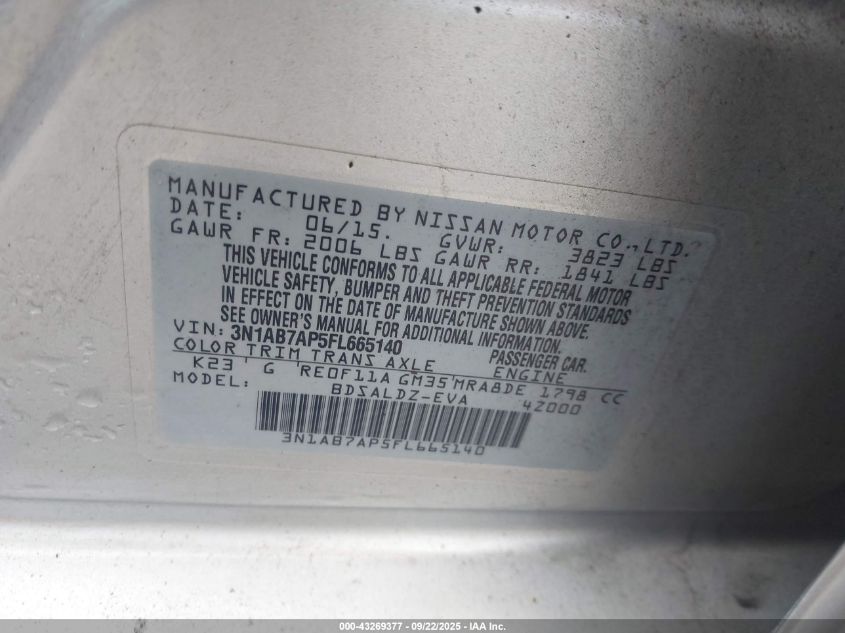 MANUFACTURED BY NISSAN MOTOR CO., LTD.
DATE: 06/15. GVWR: 3823 LBS
GAWR FR: 2006 LBS GAWR RR: 1841 LBS
THIS VEHICLE CONFORMS TO ALL APPLICABLE FEDERAL MOTOR
VEHICLE SAFETY, BUMPER AND THEFT PREVENTION STANDARDS
IN EFFECT ON THE DATE OF MANUFACTURE SHOWN ABOVE.
SEE OWNER'S MANUAL FOR ADDITIONAL INFORMATION.
VIN: 3N1AB7AP5FL665140 PASSENGER CAR.
COLOR TRIM TRANS AXLE ENGINE
K23 ' G 'RE0F11A GM35'MRA8DE 1798 CC
MODEL: BDSALDZ-EVA 4Z000
3N1AB7AP5FL665140
000-43269377 - 09/22/2025 - IAA Inc.